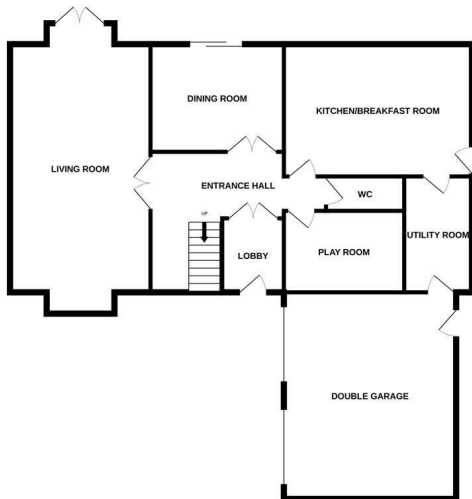 DINING ROOM
KITCHEN/BREAKFAST ROOM
LIVING ROOM
ENTRANCE HALL
WC
UP
UTILITY ROOM
LOBBY
PLAY ROOM
DOUBLE GARAGE